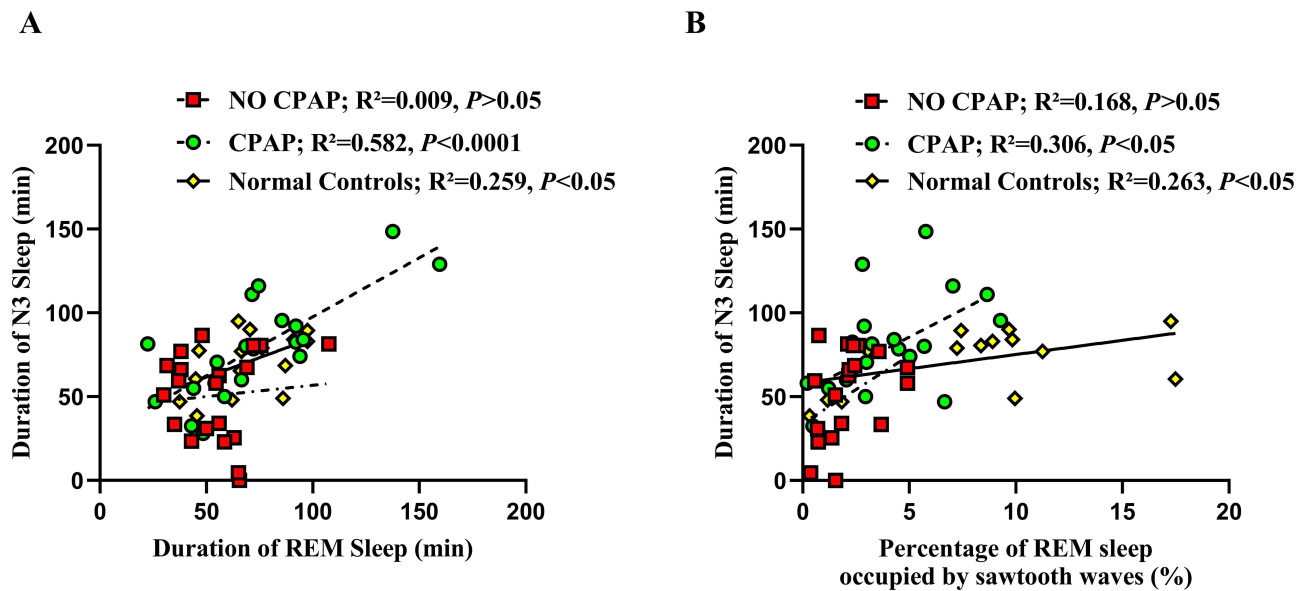 A
NO CPAP; R²=0.009, P>0.05
CPAP; R²=0.582, P<0.0001
Normal Controls; R²=0.259, P<0.05
Duration of N3 Sleep (min)
200
150
100
50
0
0 50 100 150 200
Duration of REM Sleep (min)
B
NO CPAP; R²=0.168, P>0.05
CPAP; R²=0.306, P<0.05
Normal Controls; R²=0.263, P<0.05
Duration of N3 Sleep (min)
200
150
100
50
0
0 5 10 15 20
Percentage of REM sleep
occupied by sawtooth waves (%)